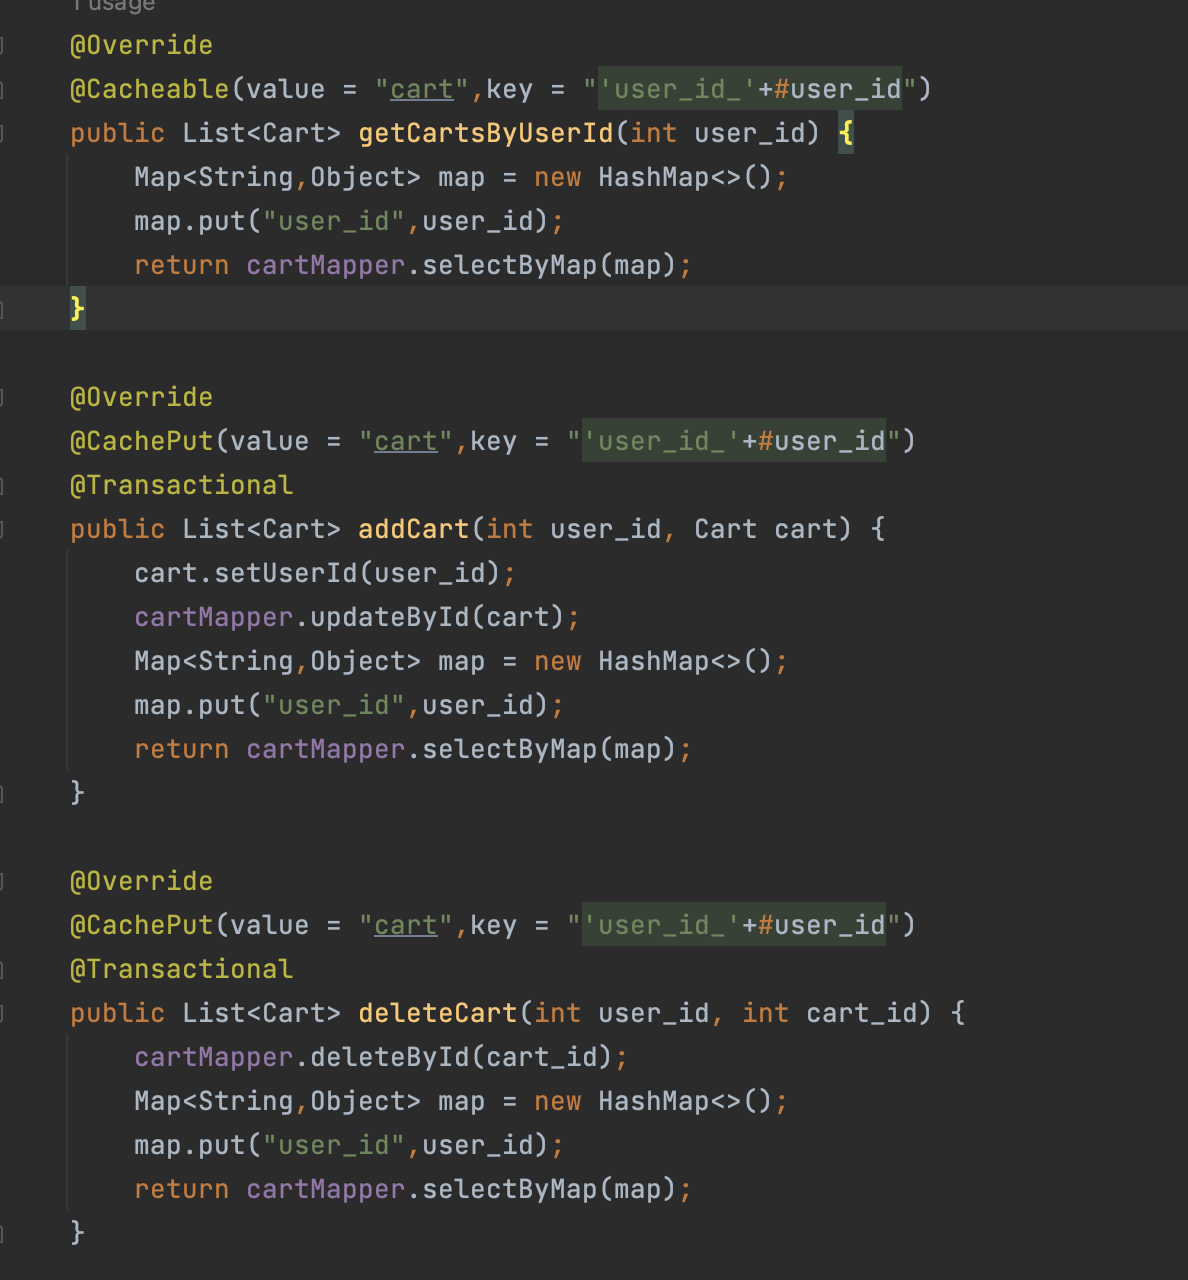 1 usage
@Override
@Cacheable(value = "cart",key = "'user_id_'+#user_id")
public List<Cart> getCartsByUserId(int user_id) {
    Map<String,Object> map = new HashMap<>();
    map.put("user_id",user_id);
    return cartMapper.selectByMap(map);
}
@Override
@CachePut(value = "cart",key = "'user_id_'+#user_id")
@Transactional
public List<Cart> addCart(int user_id, Cart cart) {
    cart.setUserId(user_id);
    cartMapper.updateById(cart);
    Map<String,Object> map = new HashMap<>();
    map.put("user_id",user_id);
    return cartMapper.selectByMap(map);
}
@Override
@CachePut(value = "cart",key = "'user_id_'+#user_id")
@Transactional
public List<Cart> deleteCart(int user_id, int cart_id) {
    cartMapper.deleteById(cart_id);
    Map<String,Object> map = new HashMap<>();
    map.put("user_id",user_id);
    return cartMapper.selectByMap(map);
}